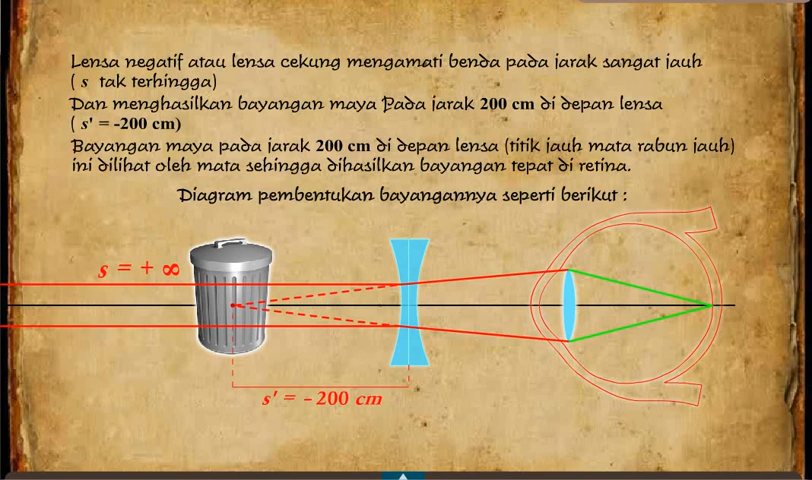 Lensa negatif atau lensa cekung mengamati benda pada jarak sangat jauh
( s tak terhingga)
Dan menghasilkan bayangan maya Pada jarak 200 cm di depan lensa
( s' = -200 cm)
Bayangan maya pada jarak 200 cm di depan lensa (titik jauh mata rabun jauh)
ini dilihat oleh mata sehingga dihasilkan bayangan tepat di retina.
Diagram pembentukan bayangannya seperti berikut :
s = + ∞
s' = - 200 cm